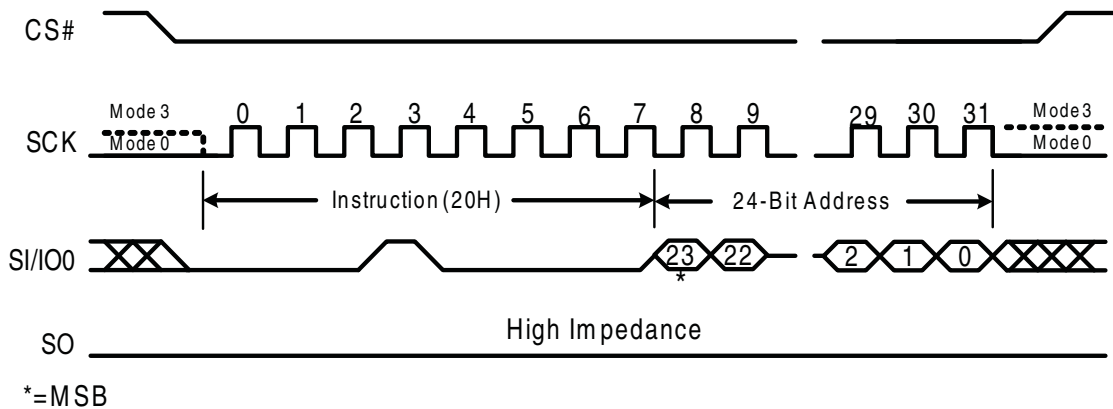 CS#
Mode 3
0 1 2 3 4 5 6 7 8 9 29 30 31
Mode 3
SCK
Mode 0
Mode 0
Instruction (20H)
24-Bit Address
SI/IO0
23 22 2 1 0
*
High Impedance
SO
*=MSB